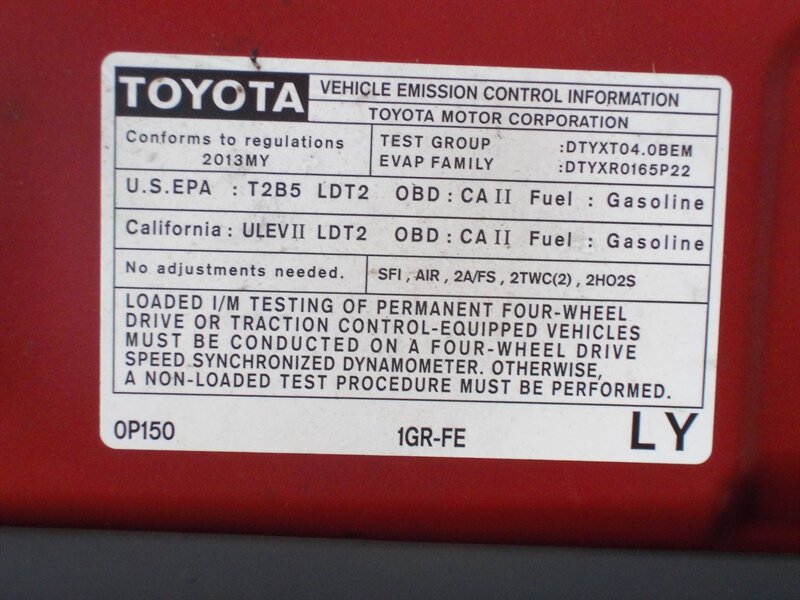 TOYOTA
VEHICLE EMISSION CONTROL INFORMATION
TOYOTA MOTOR CORPORATION
Conforms to regulations
2013MY
TEST GROUP :DTYXT04.0BEM
EVAP FAMILY :DTYXR0165P22
U.S.EPA : T2B5 LDT2 OBD : CA II Fuel : Gasoline
California : ULEV II LDT2 OBD : CA II Fuel : Gasoline
No adjustments needed.
SFI , AIR , 2A/FS , 2TWC(2) , 2HO2S
LOADED I/M TESTING OF PERMANENT FOUR-WHEEL
DRIVE OR TRACTION CONTROL-EQUIPPED VEHICLES
MUST BE CONDUCTED ON A FOUR-WHEEL DRIVE
SPEED SYNCHRONIZED DYNAMOMETER. OTHERWISE,
A NON-LOADED TEST PROCEDURE MUST BE PERFORMED.
0P150 1GR-FE LY